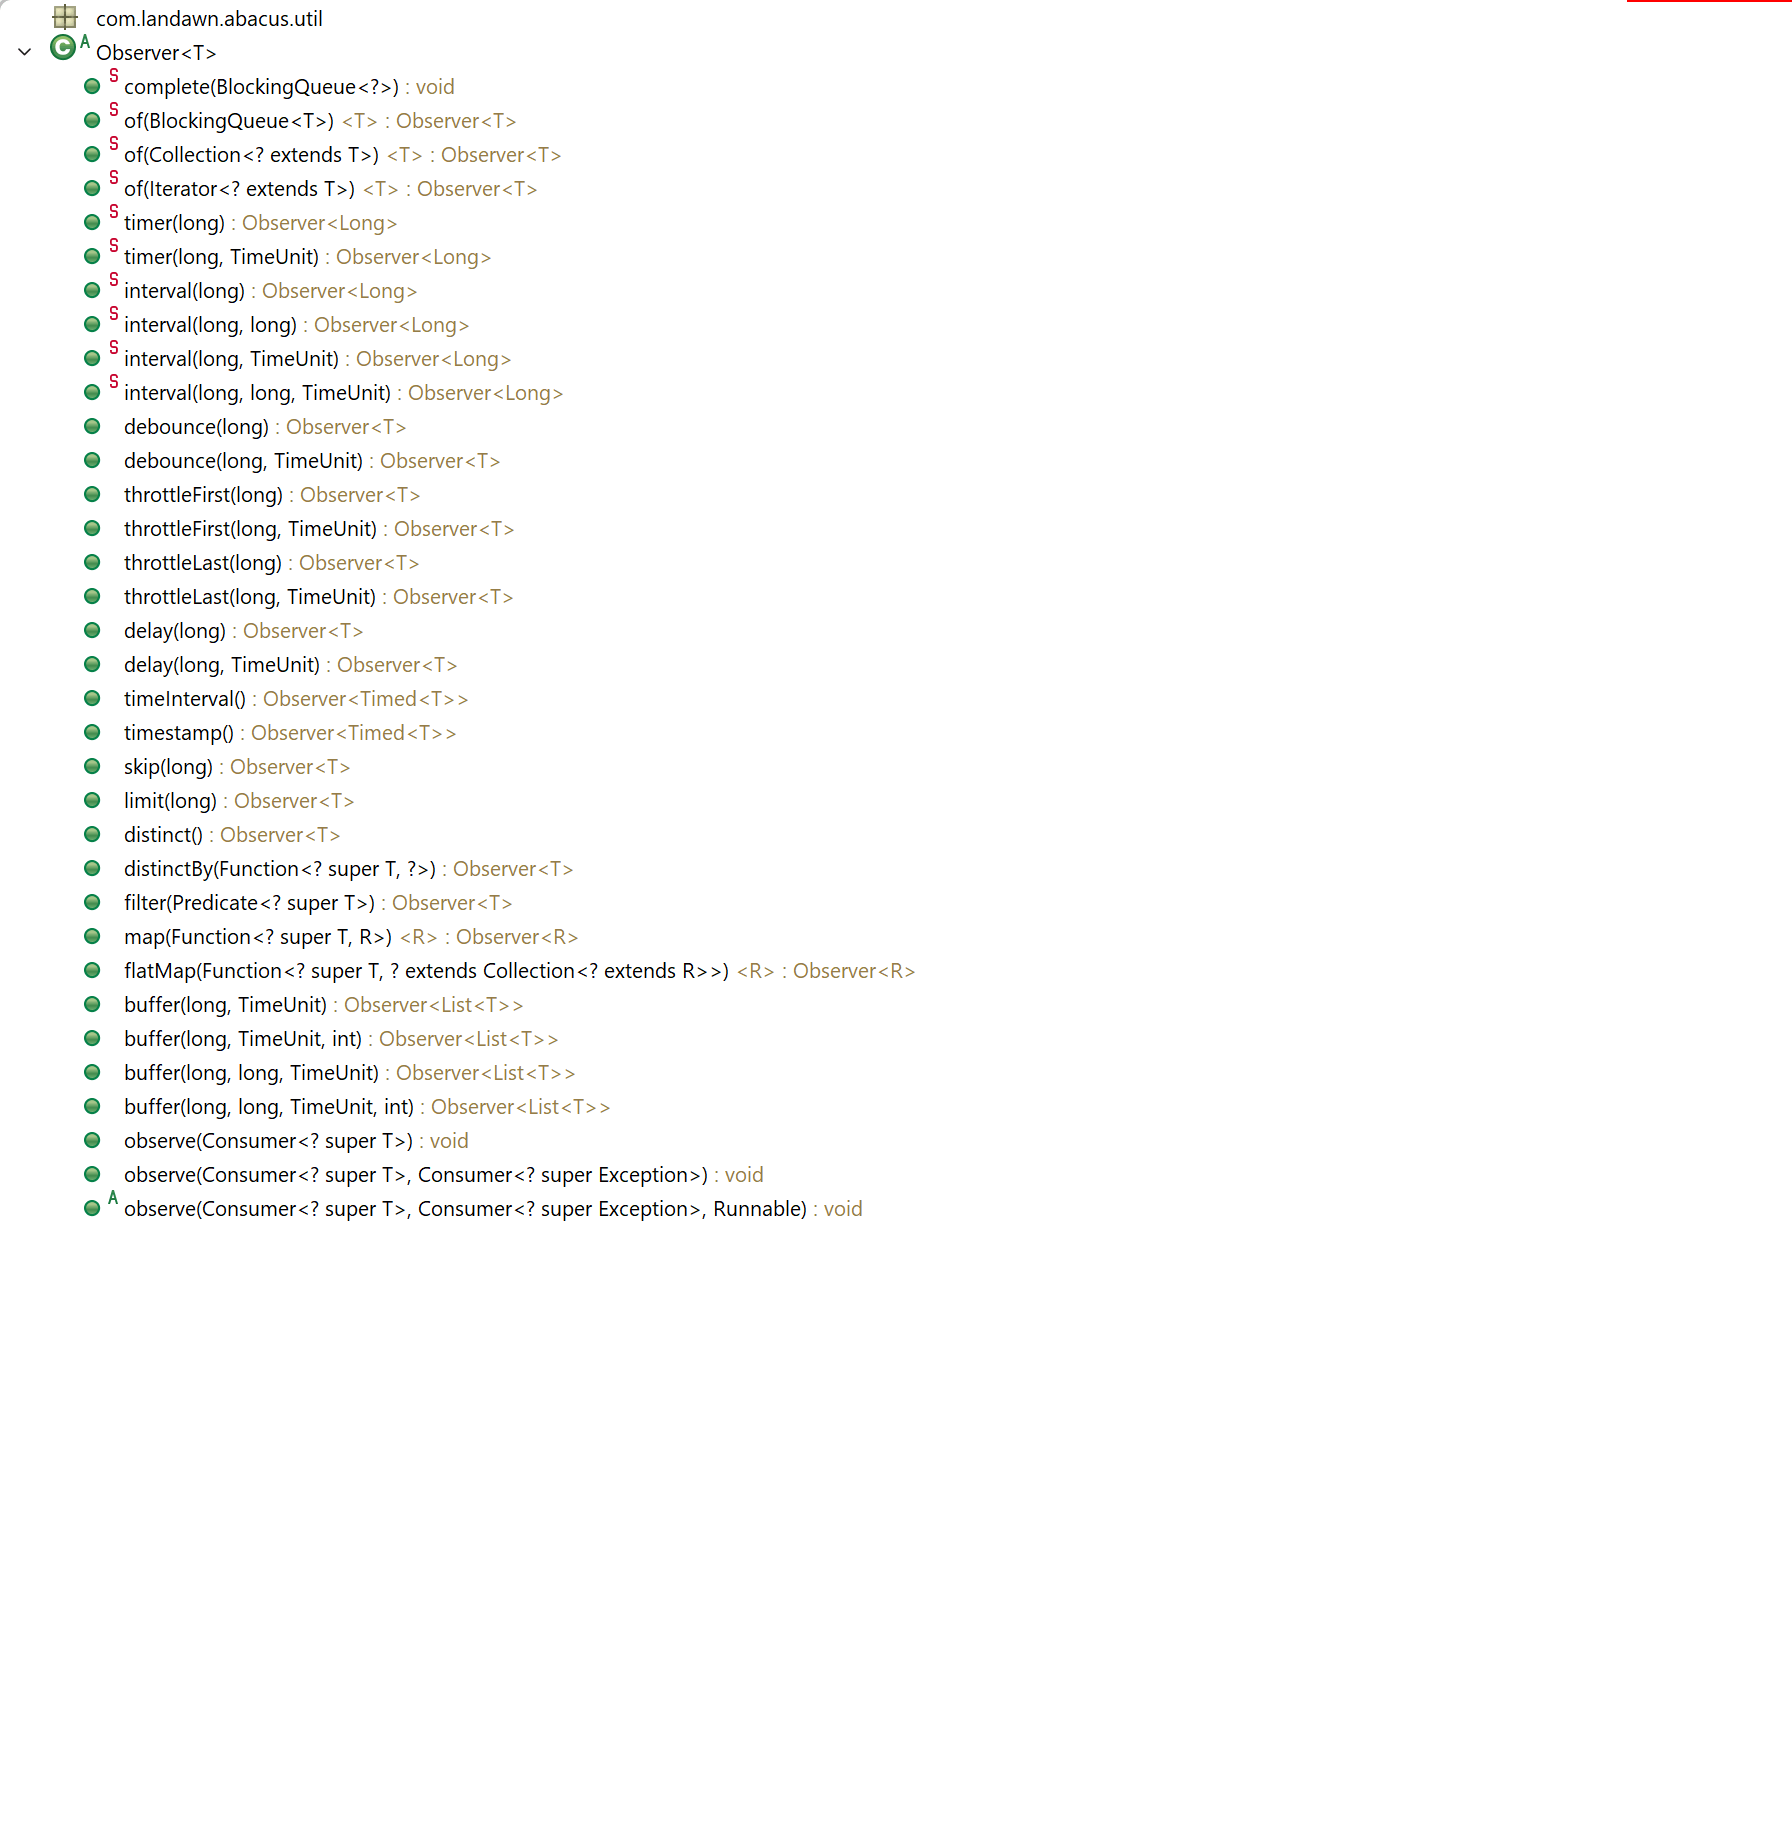 com.landawn.abacus.util
C A Observer<T>
S complete(BlockingQueue<?>) : void
S of(BlockingQueue<T>) <T> : Observer<T>
S of(Collection<? extends T>) <T> : Observer<T>
S of(Iterator<? extends T>) <T> : Observer<T>
S timer(long) : Observer<Long>
S timer(long, TimeUnit) : Observer<Long>
S interval(long) : Observer<Long>
S interval(long, long) : Observer<Long>
S interval(long, TimeUnit) : Observer<Long>
S interval(long, long, TimeUnit) : Observer<Long>
debounce(long) : Observer<T>
debounce(long, TimeUnit) : Observer<T>
throttleFirst(long) : Observer<T>
throttleFirst(long, TimeUnit) : Observer<T>
throttleLast(long) : Observer<T>
throttleLast(long, TimeUnit) : Observer<T>
delay(long) : Observer<T>
delay(long, TimeUnit) : Observer<T>
timeInterval() : Observer<Timed<T>>
timestamp() : Observer<Timed<T>>
skip(long) : Observer<T>
limit(long) : Observer<T>
distinct() : Observer<T>
distinctBy(Function<? super T, ?>) : Observer<T>
filter(Predicate<? super T>) : Observer<T>
map(Function<? super T, R>) <R> : Observer<R>
flatMap(Function<? super T, ? extends Collection<? extends R>>) <R> : Observer<R>
buffer(long, TimeUnit) : Observer<List<T>>
buffer(long, TimeUnit, int) : Observer<List<T>>
buffer(long, long, TimeUnit) : Observer<List<T>>
buffer(long, long, TimeUnit, int) : Observer<List<T>>
observe(Consumer<? super T>) : void
observe(Consumer<? super T>, Consumer<? super Exception>) : void
A observe(Consumer<? super T>, Consumer<? super Exception>, Runnable) : void